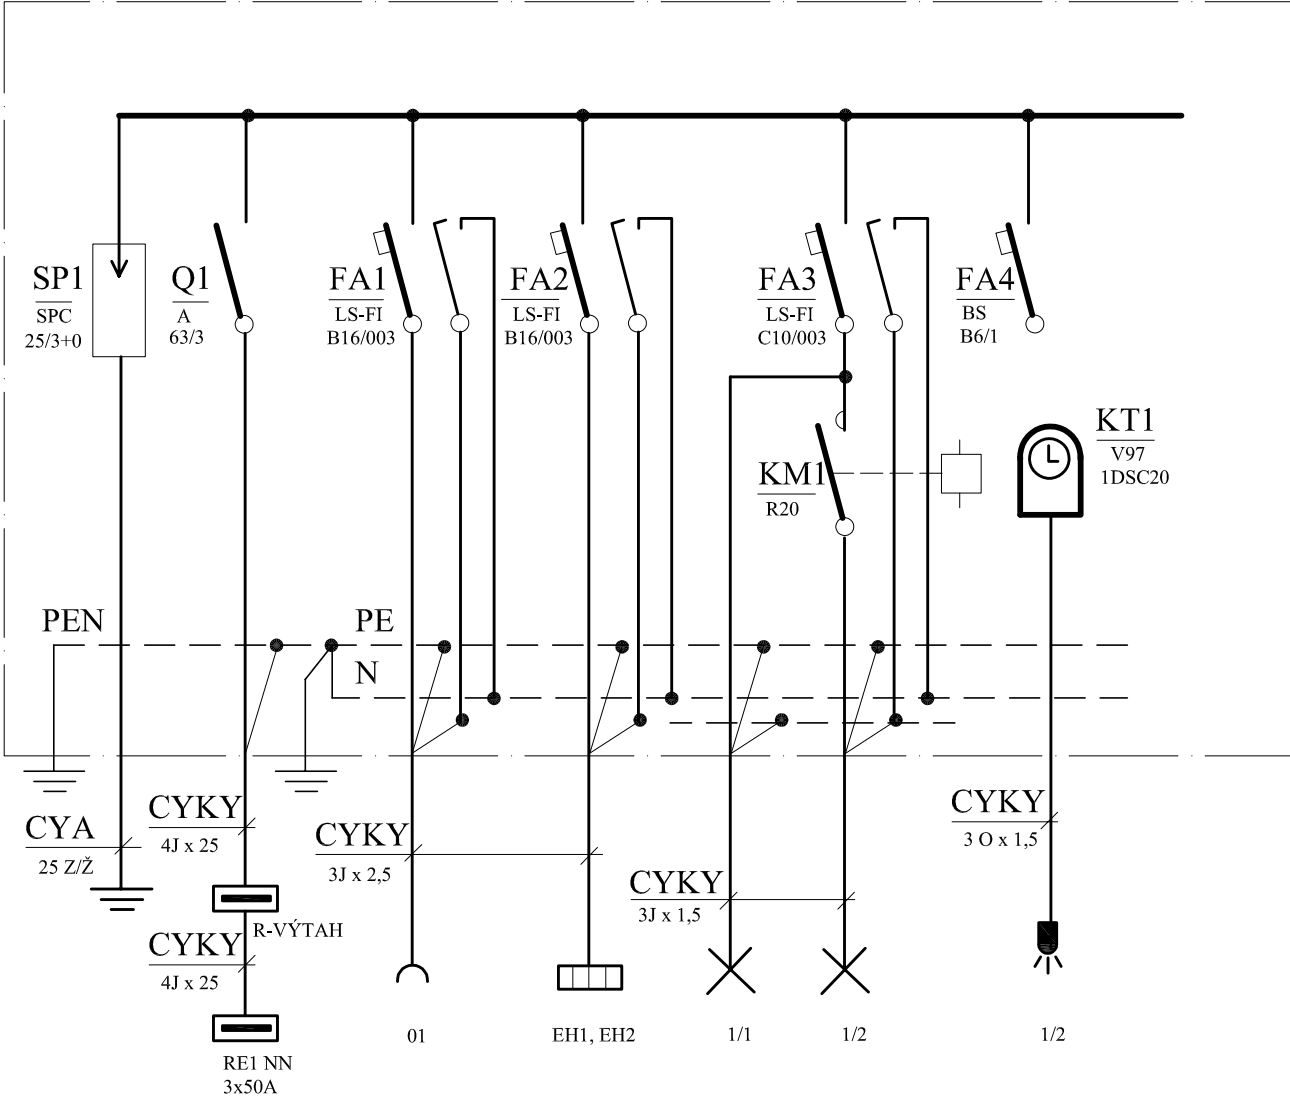 SP1
SPC
25/3+0
Q1
A
63/3
FA1
LS-FI
B16/003
FA2
LS-FI
B16/003
FA3
LS-FI
C10/003
FA4
BS
B6/1
KM1
R20
KT1
V97
1DSC20
PEN
PE
N
CYA
25 Z/Ž
CYKY
4J x 25
R-VÝTAH
CYKY
4J x 25
RE1 NN
3x50A
CYKY
3J x 2,5
CYKY
3J x 1,5
CYKY
3 O x 1,5
01
EH1, EH2
1/1
1/2
1/2